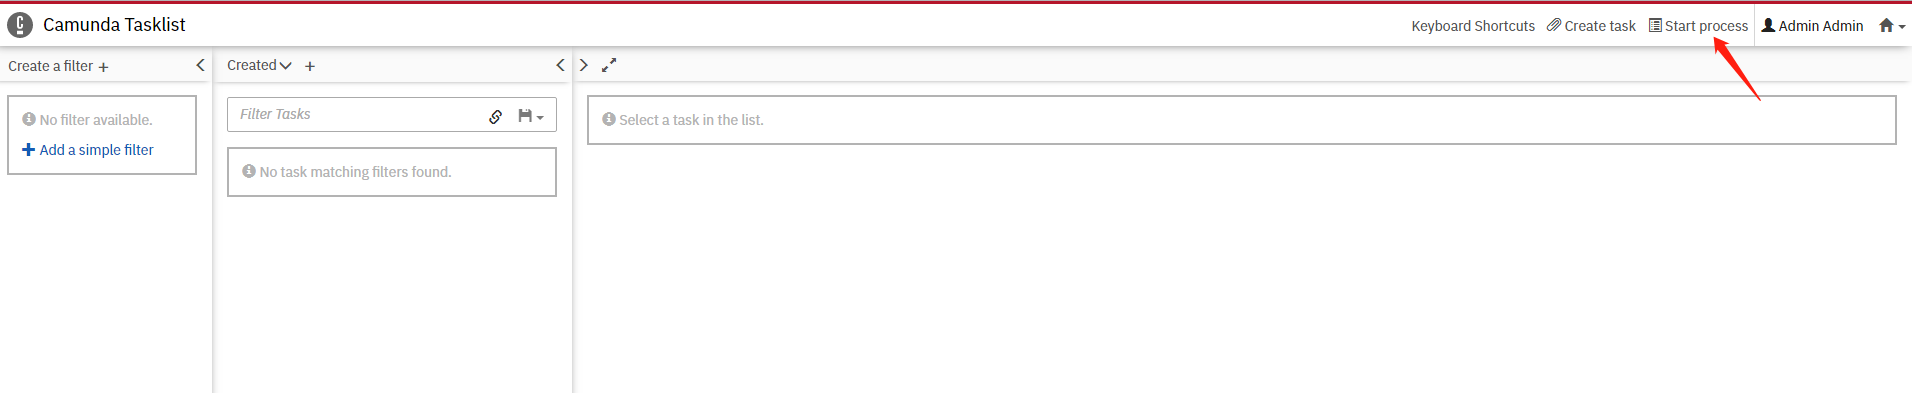 Camunda Tasklist
Keyboard Shortcuts Create task Start process Admin Admin
Create a filter +
Created +
No filter available.
+ Add a simple filter
Filter Tasks
No task matching filters found.
Select a task in the list.